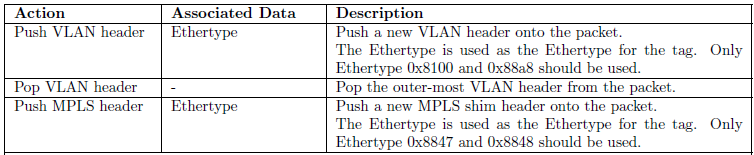 Action Associated Data Description
Push VLAN header Ethertype Push a new VLAN header onto the packet.
The Ethertype is used as the Ethertype for the tag. Only
Ethertype 0x8100 and 0x88a8 should be used.
Pop VLAN header - Pop the outer-most VLAN header from the packet.
Push MPLS header Ethertype Push a new MPLS shim header onto the packet.
The Ethertype is used as the Ethertype for the tag. Only
Ethertype 0x8847 and 0x8848 should be used.